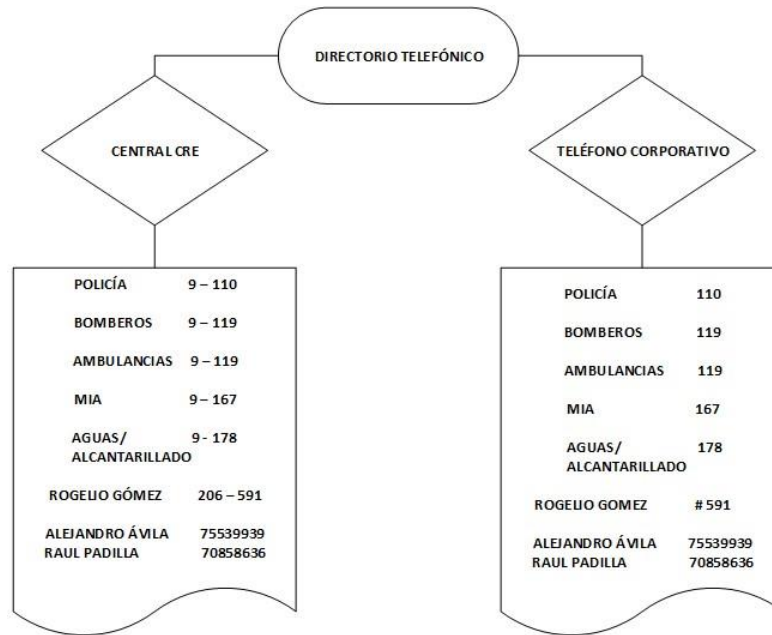 DIRECTORIO TELEFÓNICO
CENTRAL CRE
POLICÍA 9 – 110
BOMBEROS 9 – 119
AMBULANCIAS 9 – 119
MIA 9 – 167
AGUAS/ 9 - 178
ALCANTARILLADO
ROGELIO GÓMEZ 206 – 591
ALEJANDRO ÁVILA 75539939
RAUL PADILLA 70858636
TELÉFONO CORPORATIVO
POLICÍA 110
BOMBEROS 119
AMBULANCIAS 119
MIA 167
AGUAS/ 178
ALCANTARILLADO
ROGELIO GOMEZ # 591
ALEJANDRO ÁVILA 75539939
RAUL PADILLA 70858636